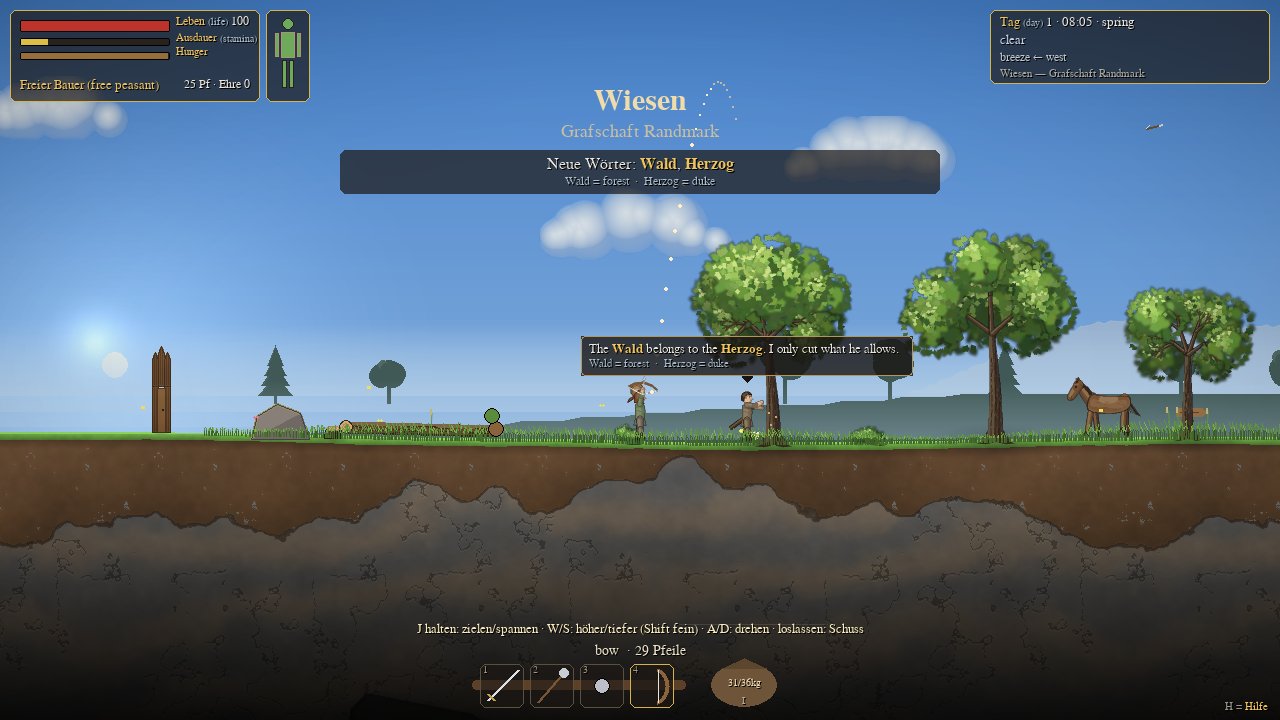 Leben (life) 100
Ausdauer (stamina)
Hunger
Freier Bauer (free peasant) 25 Pf · Ehre 0
Tag (day) 1 · 08:05 · spring
clear
breeze ← west
Wiesen — Grafschaft Randmark
Wiesen
Grafschaft Randmark
Neue Wörter: Wald, Herzog
Wald = forest · Herzog = duke
The Wald belongs to the Herzog. I only cut what he allows.
Wald = forest · Herzog = duke
J halten: zielen/spannen · W/S: höher/tiefer (Shift fein) · A/D: drehen · loslassen: Schuss
bow · 29 Pfeile
1 2 3 4
31/36kg
I
H = Hilfe